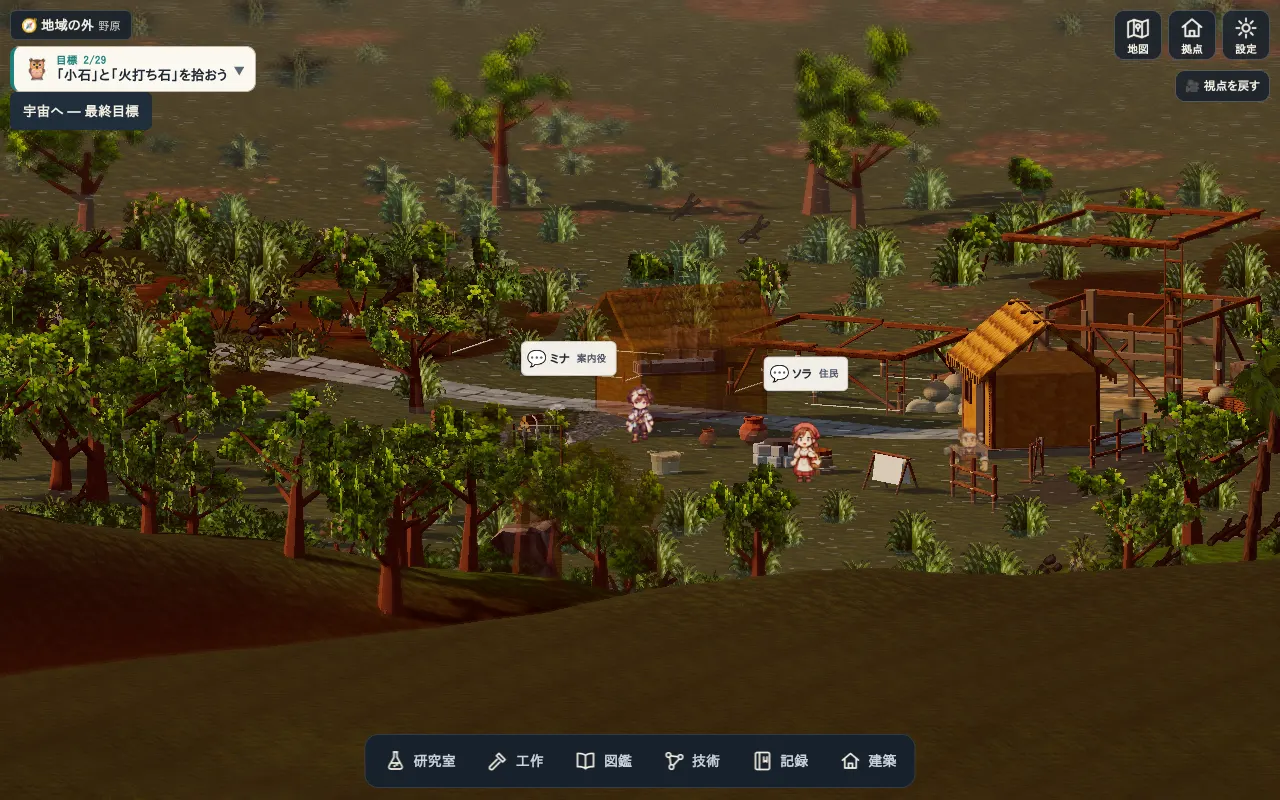 地域の外 野原
目標 2/29
「小石」と「火打ち石」を拾おう ▼
宇宙へ — 最終目標
地図
拠点
設定
視点を戻す
ミナ 案内役
ソラ 住民
研究室
工作
図鑑
技術
記録
建築